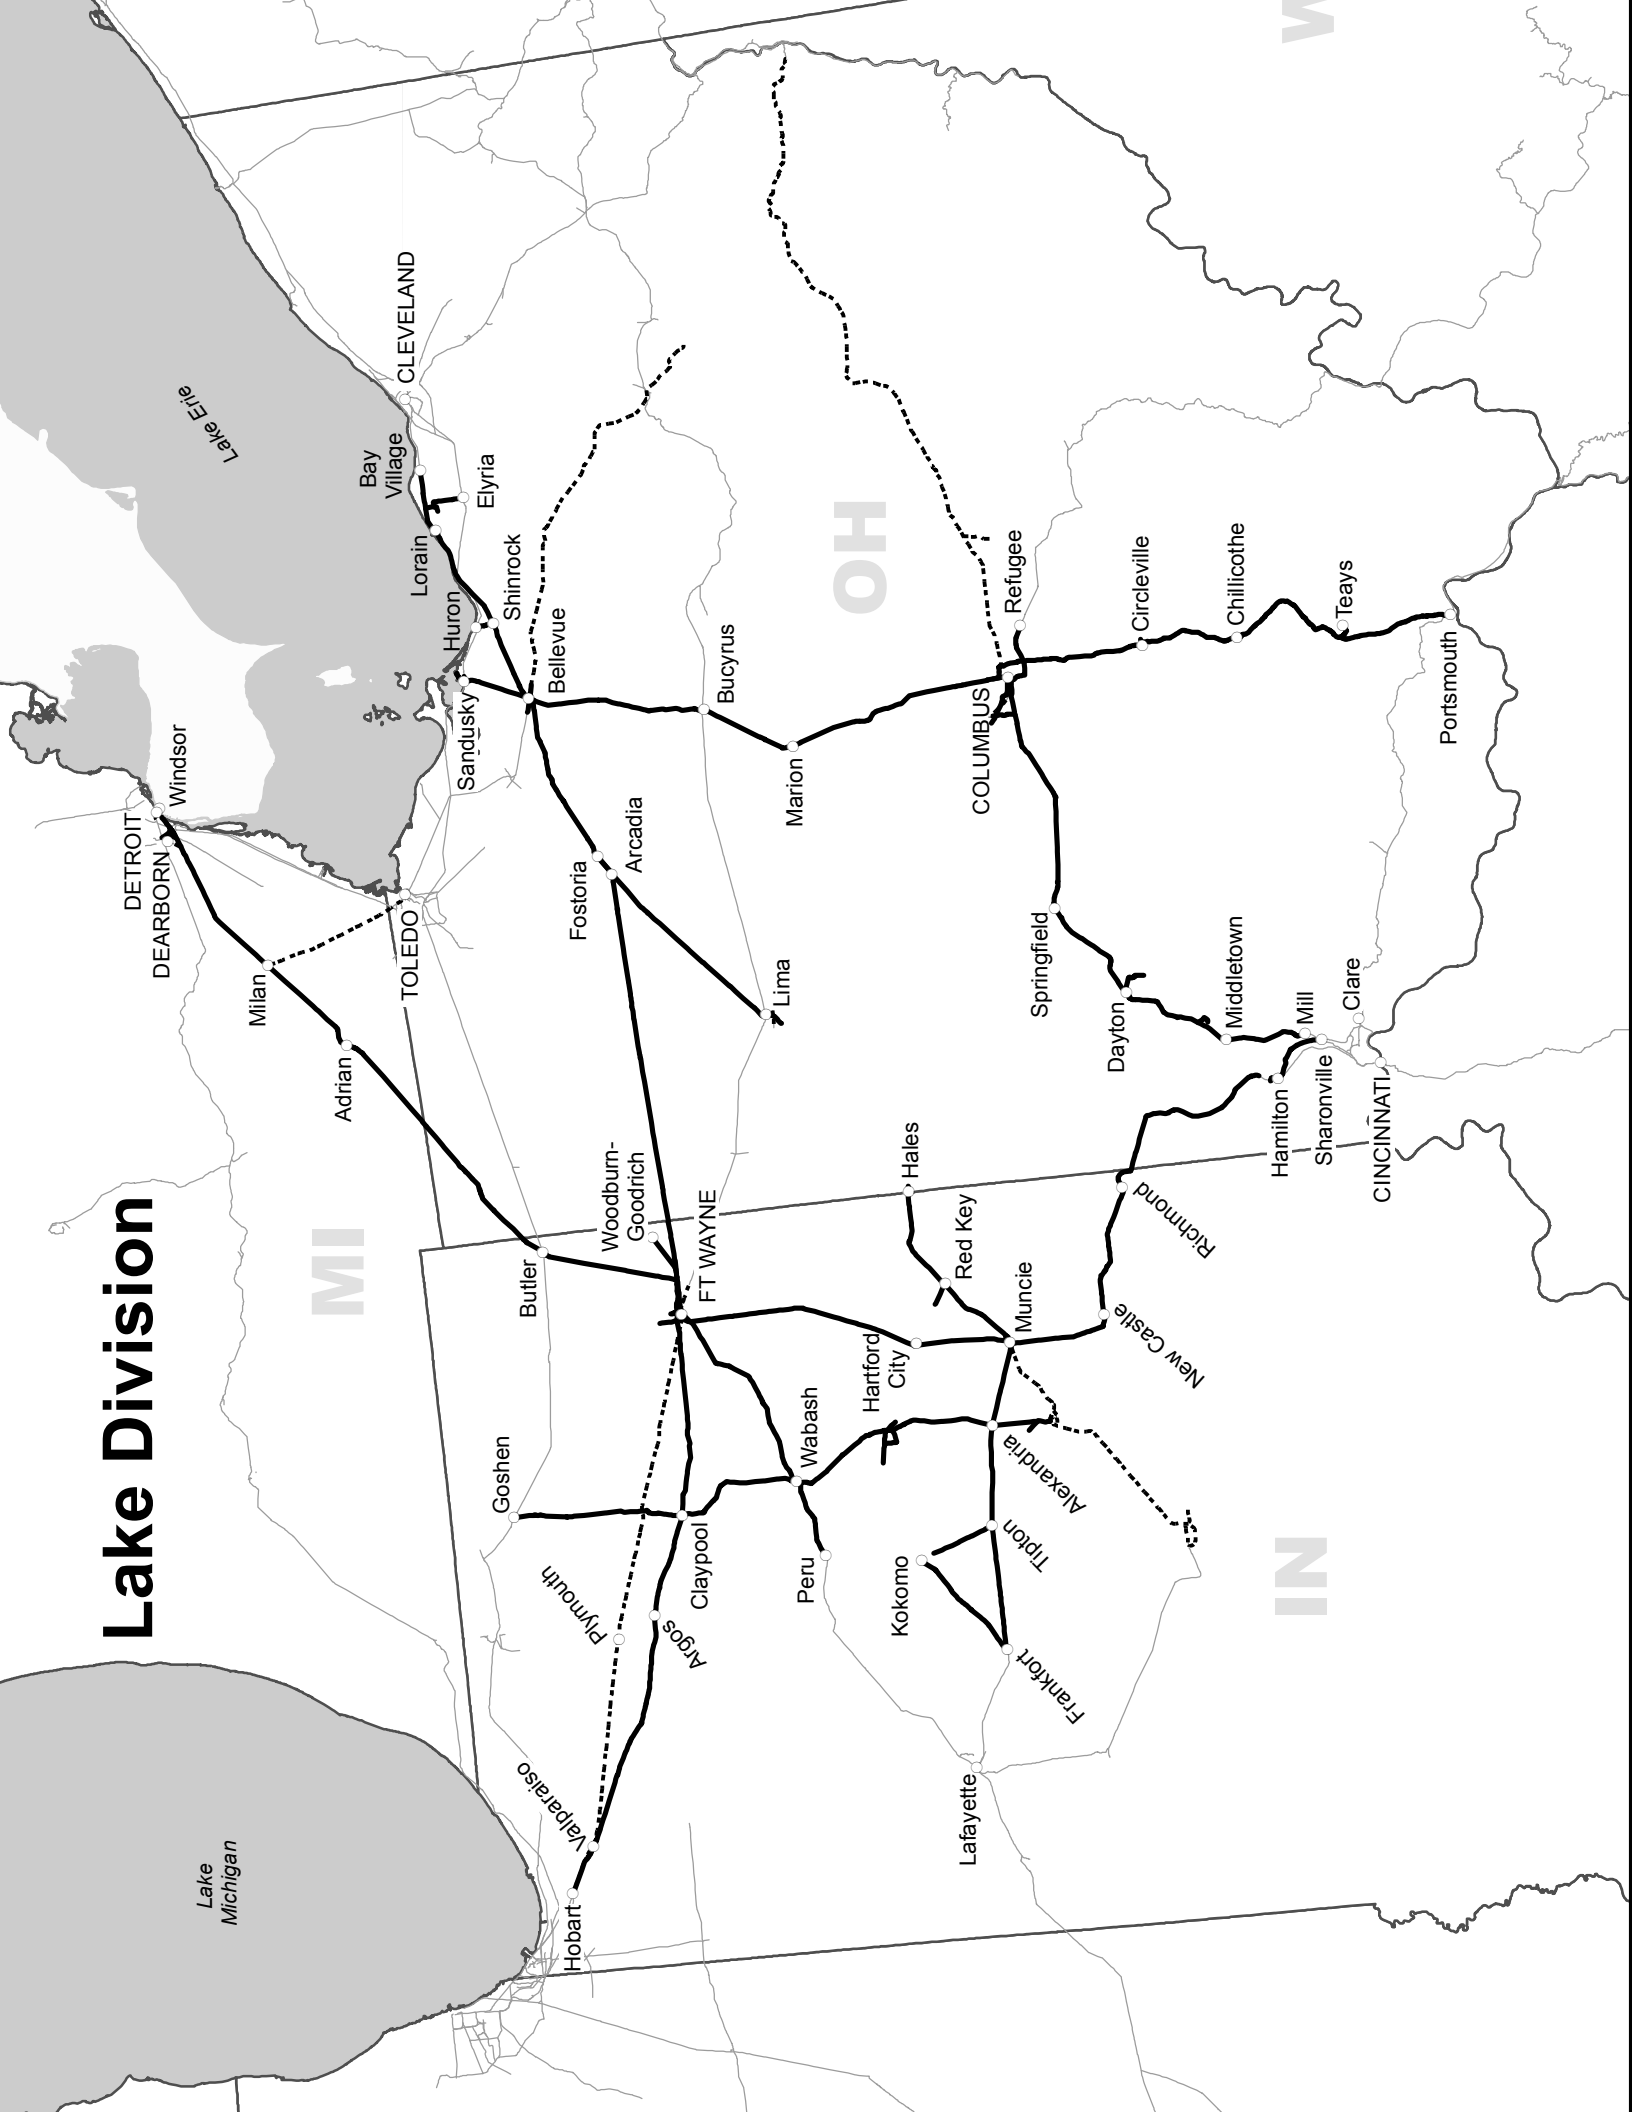 Lake Division
Lake
Michigan
Lake Erie
MI
IN
OH
W
Hobart
Valparaiso
Plymouth
Argos
Goshen
Claypool
Butler
Woodburn-
Goodrich
FT WAYNE
Adrian
Milan
DETROIT
DEARBORN
Windsor
TOLEDO
Fostoria
Arcadia
Lima
Sandusky
Huron
Shinrock
Bellevue
Lorain
Bay
Village
Elyria
CLEVELAND
Bucyrus
Marion
Peru
Wabash
Hartford
City
Kokomo
Lafayette
Frankfort
Tipton
Alexandria
Muncie
Red Key
Hales
New Castle
Richmond
COLUMBUS
Refugee
Springfield
Dayton
Middletown
Mill
Clare
Hamilton
Sharonville
CINCINNATI
Circleville
Chillicothe
Teays
Portsmouth